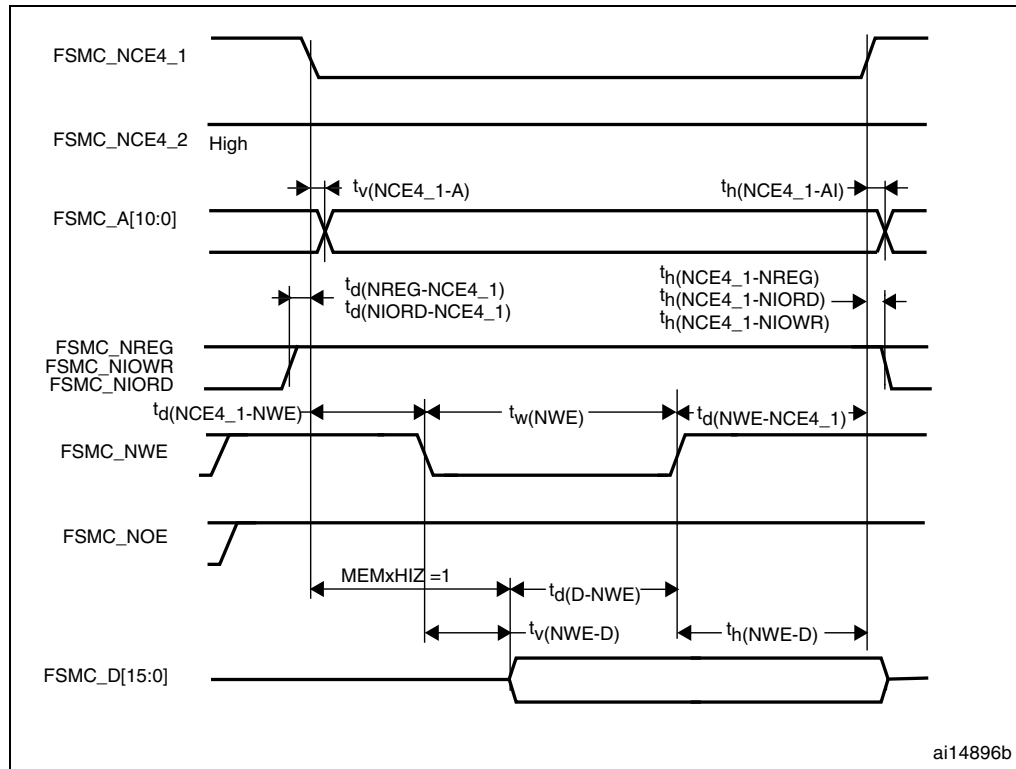 FSMC_NCE4_1
FSMC_NCE4_2 High
tv(NCE4_1-A)
th(NCE4_1-AI)
FSMC_A[10:0]
td(NREG-NCE4_1)
td(NIORD-NCE4_1)
th(NCE4_1-NREG)
th(NCE4_1-NIORD)
th(NCE4_1-NIOWR)
FSMC_NREG
FSMC_NIOWR
FSMC_NIORD
td(NCE4_1-NWE)
tw(NWE)
td(NWE-NCE4_1)
FSMC_NWE
FSMC_NOE
MEMxHIZ =1
td(D-NWE)
tv(NWE-D)
th(NWE-D)
FSMC_D[15:0]
ai14896b